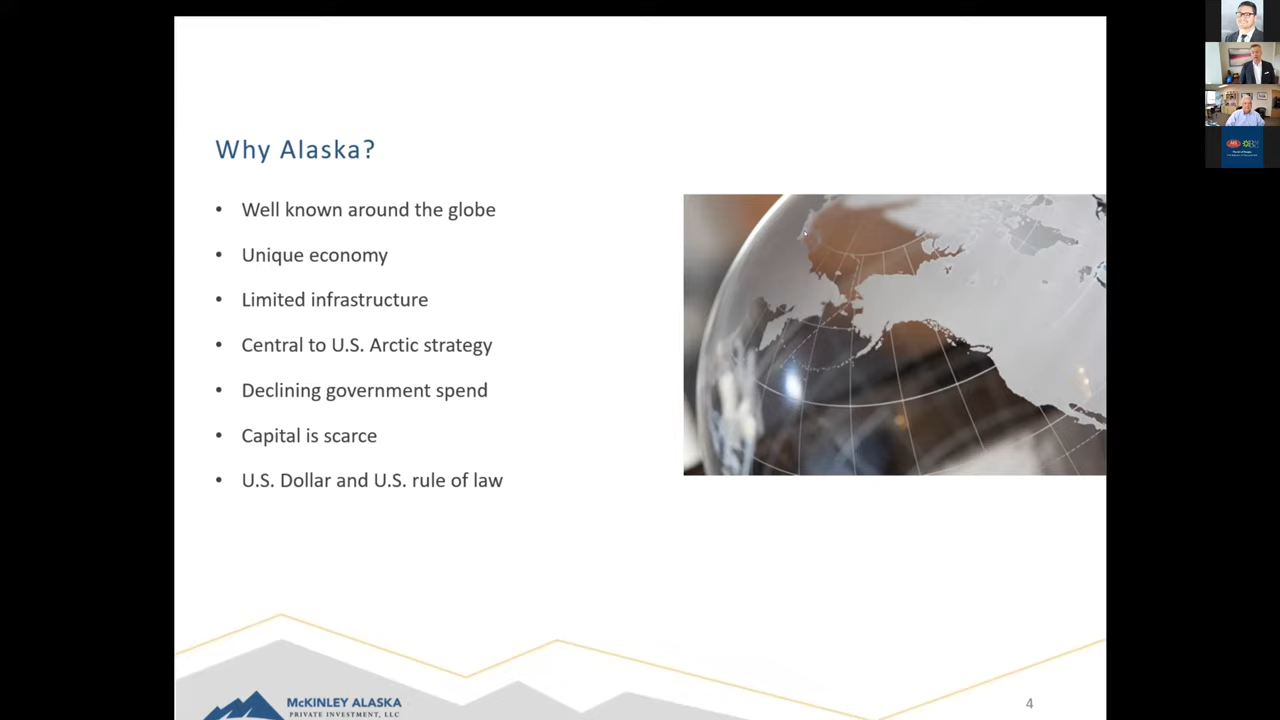 Why Alaska?
• Well known around the globe
• Unique economy
• Limited infrastructure
• Central to U.S. Arctic strategy
• Declining government spend
• Capital is scarce
• U.S. Dollar and U.S. rule of law
McKINLEY ALASKA
PRIVATE INVESTMENT, LLC
4